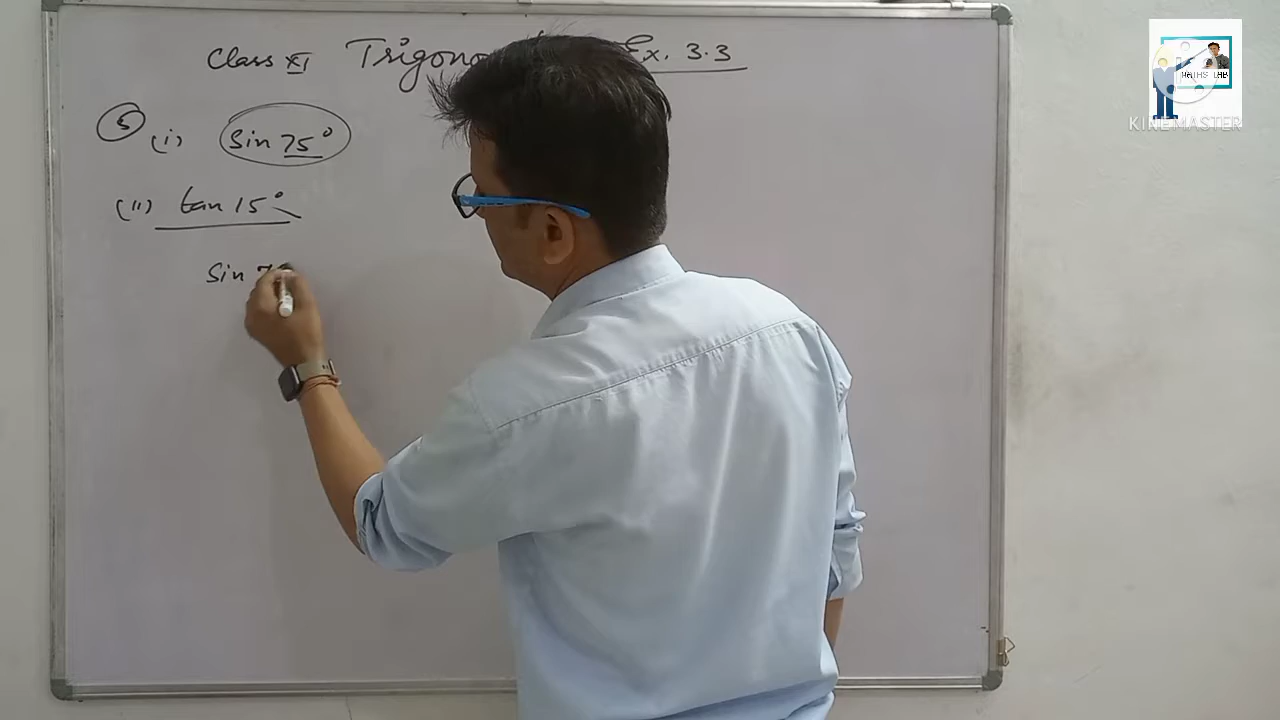 Class XI Trigono Ex. 3.3
5 (i) Sin 75°
(ii) tan 15°
Sin
MATHS LAB
KINEMASTER